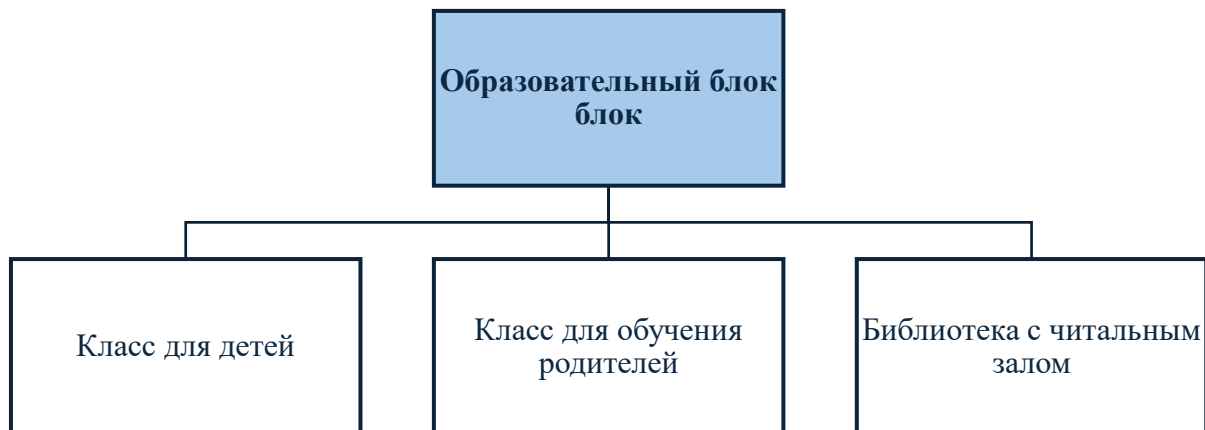 Образовательный блок
блок
Класс для детей
Класс для обучения
родителей
Библиотека с читальным
залом